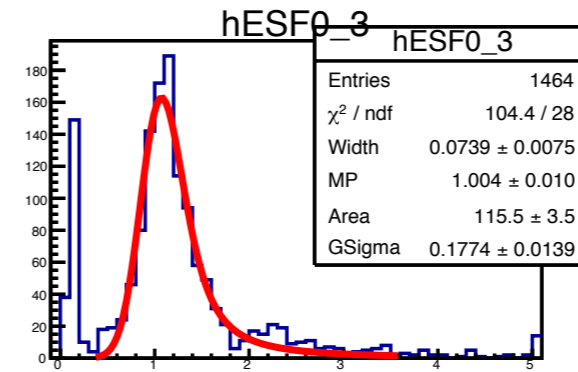 hESF0_3
hESF0_3
Entries 1464
χ² / ndf 104.4 / 28
Width 0.0739 ± 0.0075
MP 1.004 ± 0.010
Area 115.5 ± 3.5
GSigma 0.1774 ± 0.0139
180
160
140
120
100
80
60
40
20
0
0 1 2 3 4 5